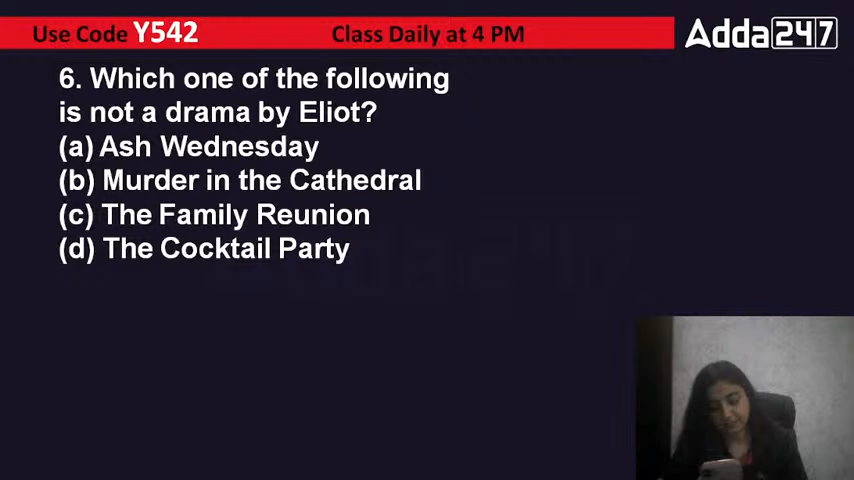 Use Code Y542 Class Daily at 4 PM Adda247
6. Which one of the following
is not a drama by Eliot?
(a) Ash Wednesday
(b) Murder in the Cathedral
(c) The Family Reunion
(d) The Cocktail Party